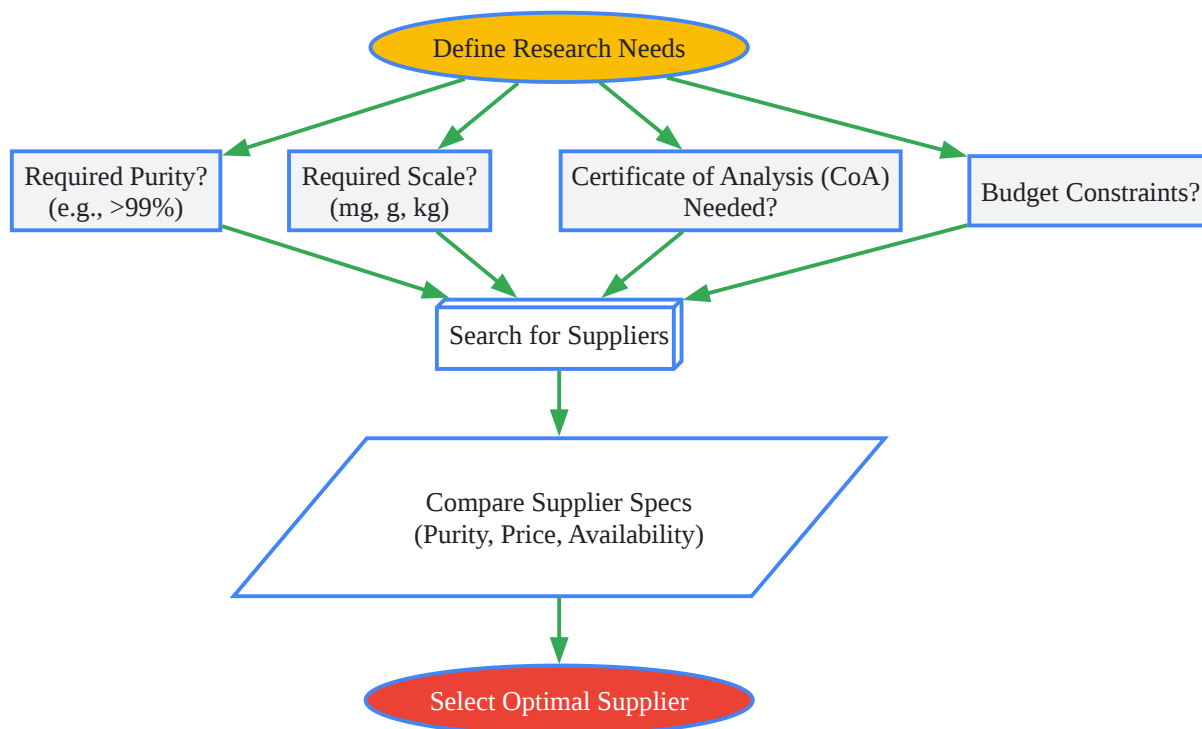 Define Research Needs
Required Purity?
(e.g., >99%)
Required Scale?
(mg, g, kg)
Certificate of Analysis (CoA)
Needed?
Budget Constraints?
Search for Suppliers
Compare Supplier Specs
(Purity, Price, Availability)
Select Optimal Supplier